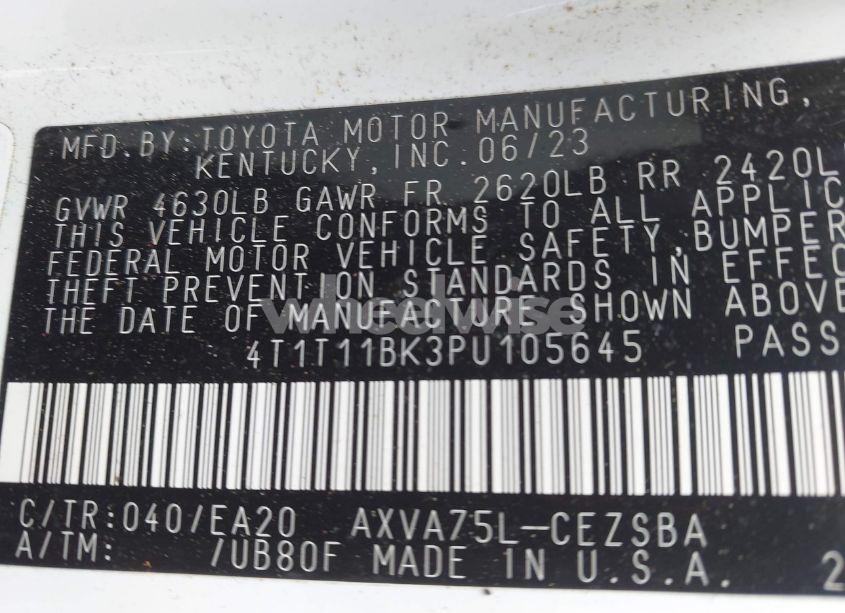 MFD.BY:TOYOTA MOTOR MANUFACTURING,
KENTUCKY,INC.06/23
GVWR 4630LB GAWR FR 2620LB RR 2420L
THIS VEHICLE CONFORMS TO ALL APPLIC
FEDERAL MOTOR VEHICLE SAFETY,BUMPER
THEFT PREVENTION STANDARDS IN EFFEC
THE DATE OF MANUFACTURE SHOWN ABOVE
wheelwise
4T1T11BK3PU105645 PASS
C/TR:040/EA20 AXVA75L-CEZSBA
A/TM: /UB80F MADE IN U.S.A. 2